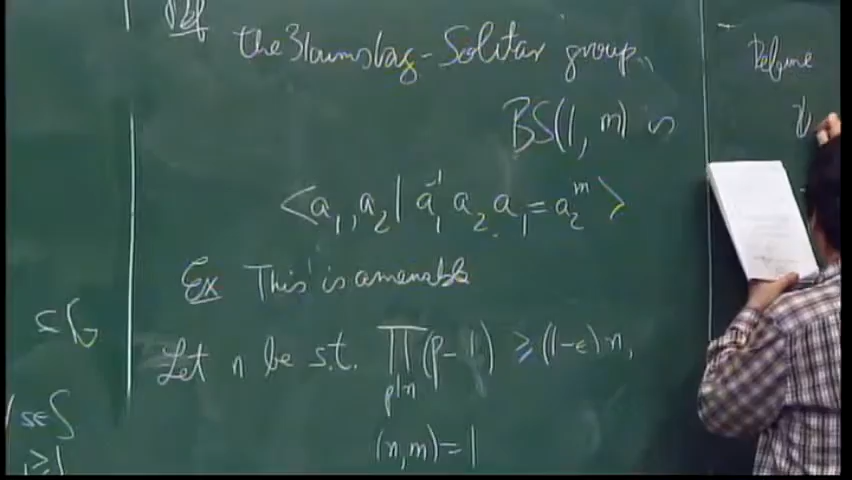 Def
the Baumslag-Solitar group,
BS(1, m) is
<a₁, a₂ | a₁⁻¹ a₂ a₁ = a₂ᵐ>
Ex This is amenable
Let n be s.t. ∏_{p|n} (p-1) ≥ (1-ε)n,
(n,m)=1
s∈S
≥1
Define